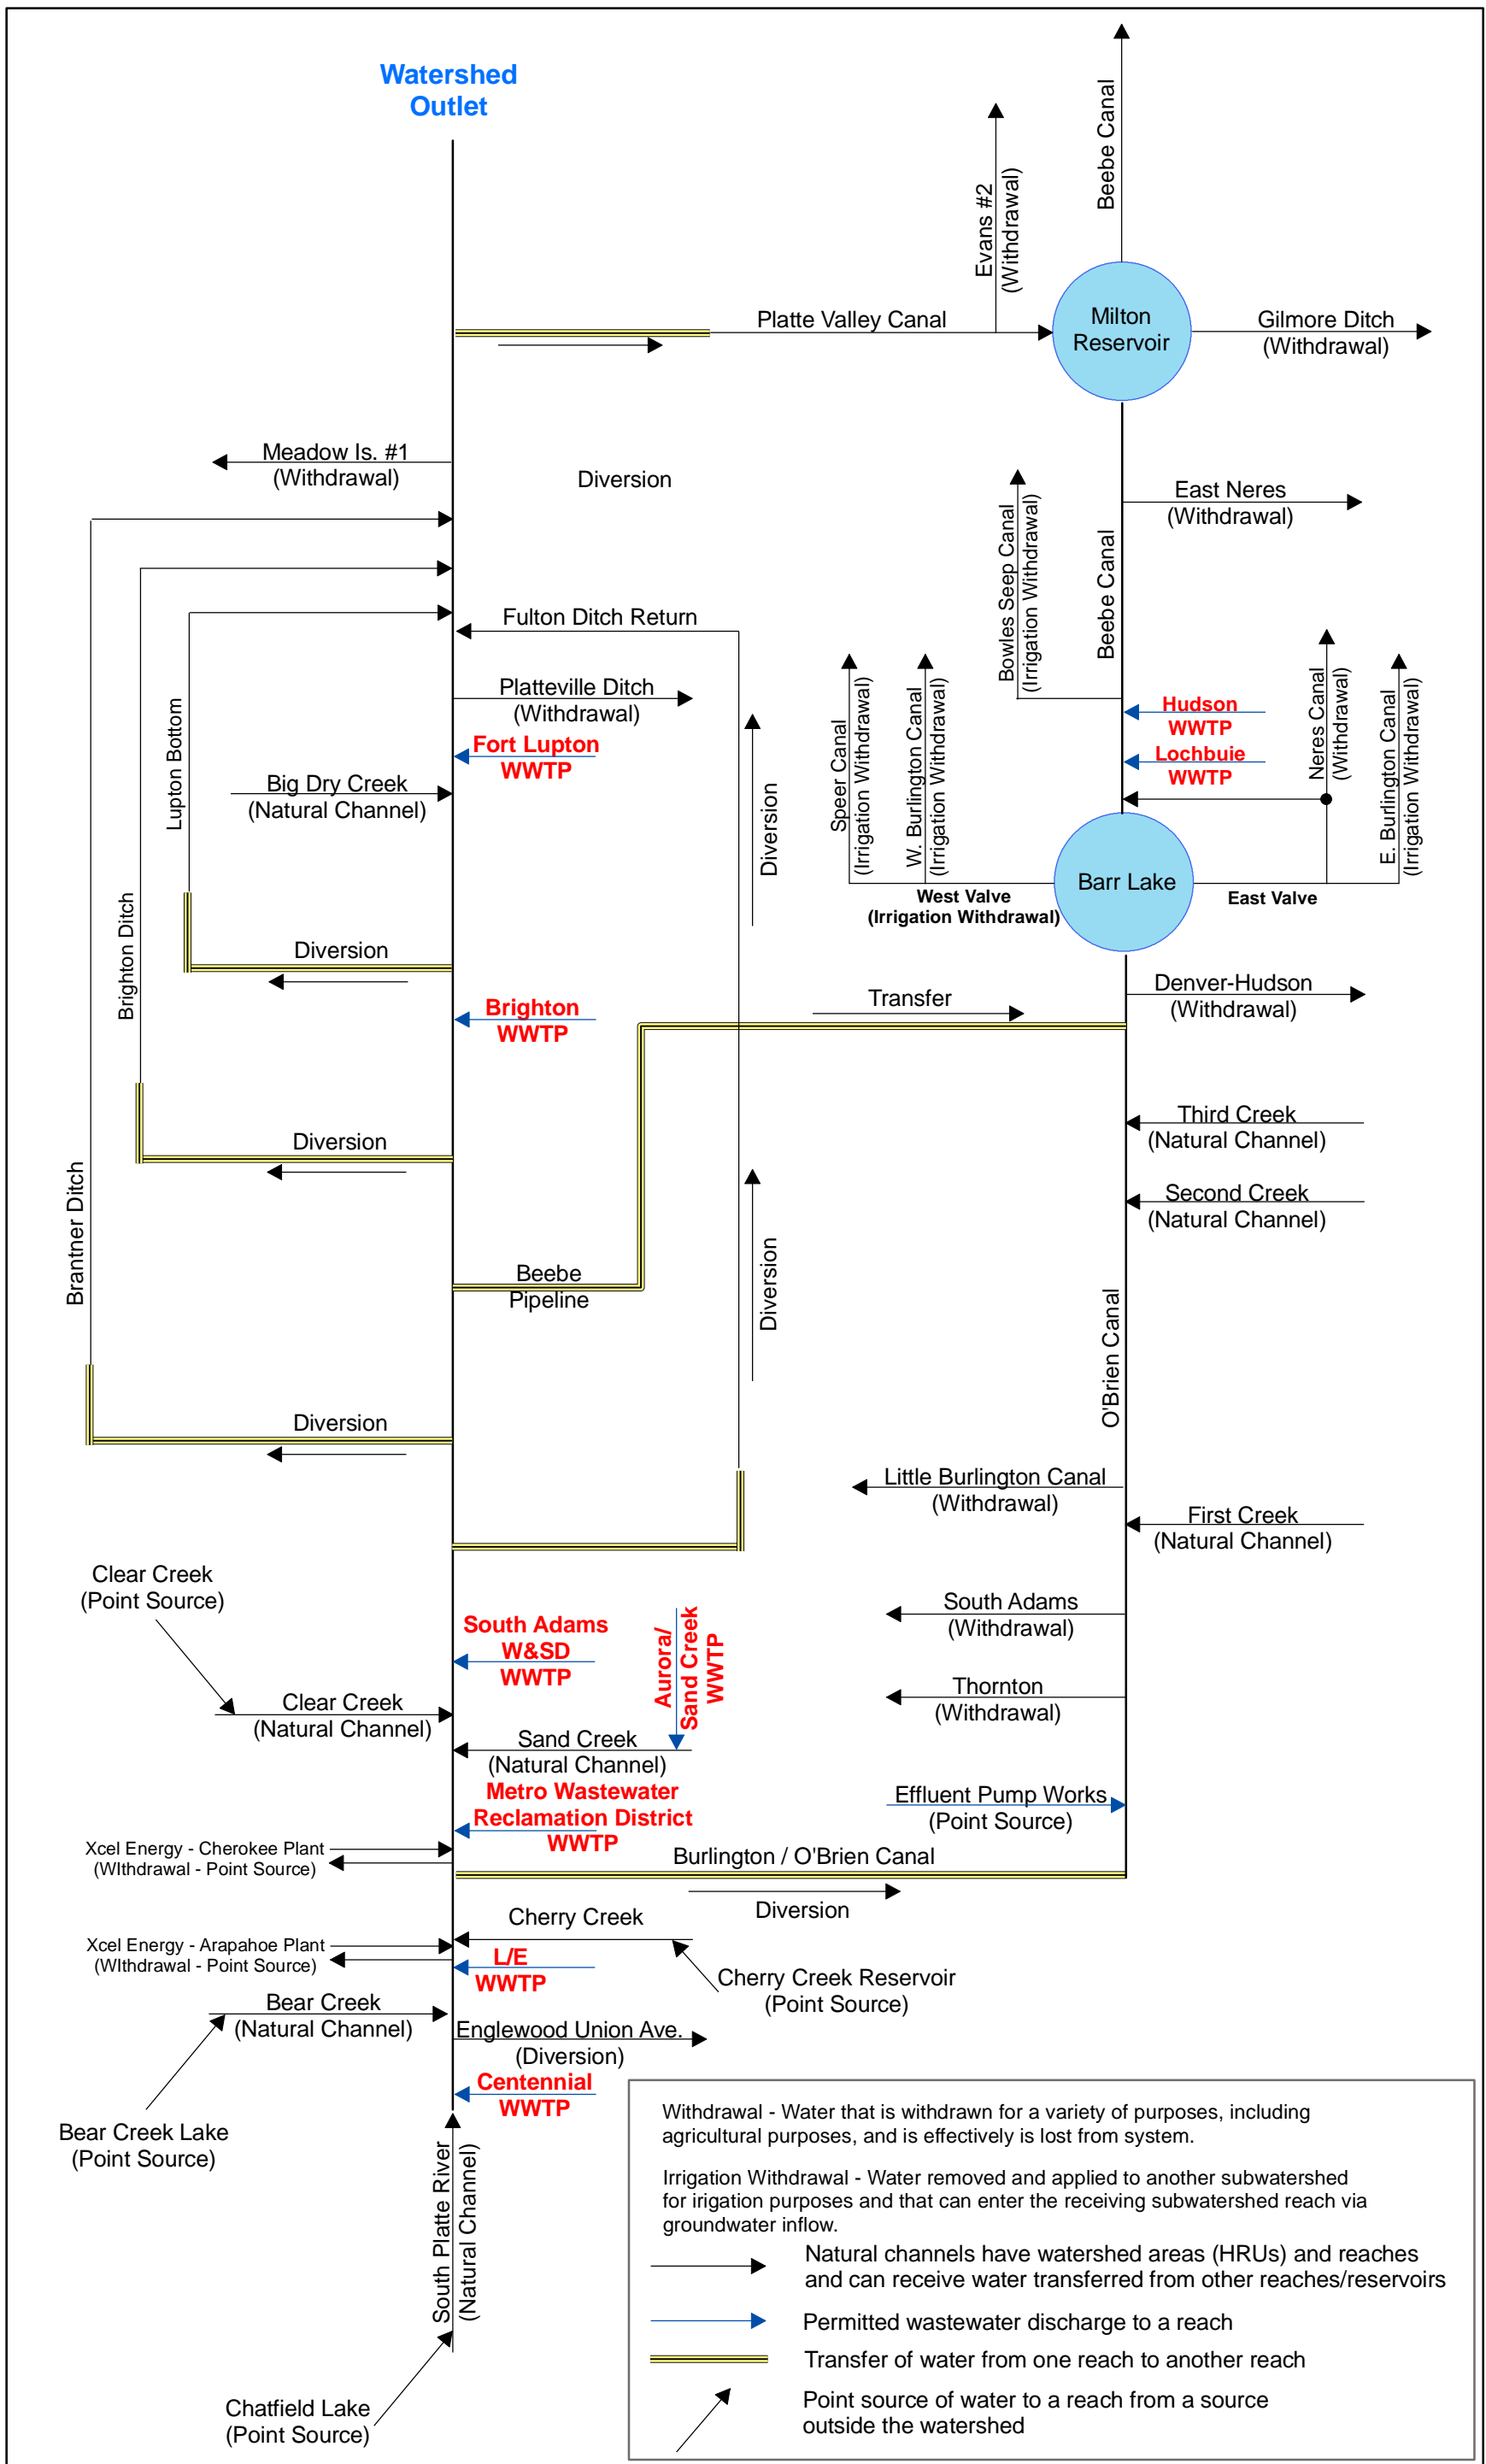 Watershed
Outlet
Beebe Canal
Evans #2
(Withdrawal)
Platte Valley Canal
Milton
Reservoir
Gilmore Ditch
(Withdrawal)
Meadow Is. #1
(Withdrawal)
Diversion
East Neres
(Withdrawal)
Bowles Seep Canal
(Irrigation Withdrawal)
Beebe Canal
Fulton Ditch Return
Platteville Ditch
(Withdrawal)
Fort Lupton
WWTP
Big Dry Creek
(Natural Channel)
Lupton Bottom
Hudson
WWTP
Lochbuie
WWTP
Neres Canal
(Withdrawal)
Speer Canal
(Irrigation Withdrawal)
W. Burlington Canal
(Irrigation Withdrawal)
E. Burlington Canal
(Irrigation Withdrawal)
Diversion
Barr Lake
West Valve
(Irrigation Withdrawal)
East Valve
Brighton Ditch
Diversion
Brighton
WWTP
Transfer
Denver-Hudson
(Withdrawal)
Third Creek
(Natural Channel)
Diversion
Second Creek
(Natural Channel)
Brantner Ditch
Beebe
Pipeline
Diversion
O'Brien Canal
Diversion
Little Burlington Canal
(Withdrawal)
First Creek
(Natural Channel)
Clear Creek
(Point Source)
South Adams
W&SD
WWTP
Aurora/
Sand Creek
WWTP
South Adams
(Withdrawal)
Clear Creek
(Natural Channel)
Thornton
(Withdrawal)
Sand Creek
(Natural Channel)
Metro Wastewater
Reclamation District
WWTP
Effluent Pump Works
(Point Source)
Xcel Energy - Cherokee Plant
(WIthdrawal - Point Source)
Burlington / O'Brien Canal
Diversion
Cherry Creek
Xcel Energy - Arapahoe Plant
(WIthdrawal - Point Source)
L/E
WWTP
Cherry Creek Reservoir
(Point Source)
Bear Creek
(Natural Channel)
Englewood Union Ave.
(Diversion)
Centennial
WWTP
Bear Creek Lake
(Point Source)
South Platte River
(Natural Channel)
Chatfield Lake
(Point Source)
Withdrawal - Water that is withdrawn for a variety of purposes, including
agricultural purposes, and is effectively is lost from system.
Irrigation Withdrawal - Water removed and applied to another subwatershed
for irigation purposes and that can enter the receiving subwatershed reach via
groundwater inflow.
Natural channels have watershed areas (HRUs) and reaches
and can receive water transferred from other reaches/reservoirs
Permitted wastewater discharge to a reach
Transfer of water from one reach to another reach
Point source of water to a reach from a source
outside the watershed